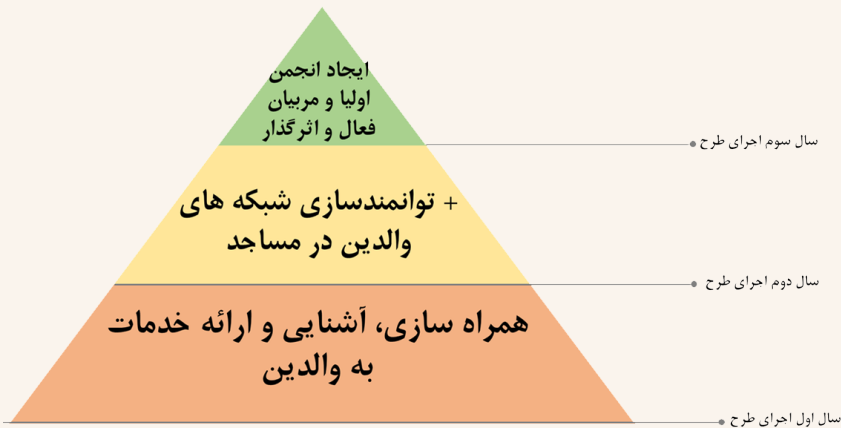 ایجاد انجمن
اولیا و مربیان
فعال و اثرگذار
سال سوم اجرای طرح
+ توانمندسازی شبکه های
والدین در مساجد
سال دوم اجرای طرح
همراه سازی، آشنایی و ارائه خدمات
به والدین
سال اول اجرای طرح